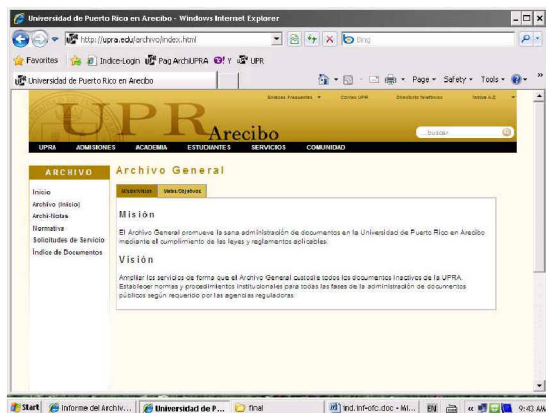 Universidad de Puerto Rico en Arecibo - Windows Internet Explorer
http://upra.edu/archivo/index.html
Bing
Favorites Indice-Login Pag ArchiUPRA Y UPR
Universidad de Puerto Rico en Arecibo
Page Safety Tools
Enlaces Frecuentes Correo UPR Directorio Telefónico Indice A-Z
UPR Arecibo
buscar
UPRA ADMISIONES ACADEMIA ESTUDIANTES SERVICIOS COMUNIDAD
ARCHIVO
Inicio
Archivo (Inicio)
Archi-Notas
Normativa
Solicitudes de Servicio
Índice de Documentos
Archivo General
Misión/Visión Metas/Objetivos
Misión
El Archivo General promueve la sana administración de documentos en la Universidad de Puerto Rico en Arecibo
mediante el cumplimiento de las leyes y reglamentos aplicables.
Visión
Ampliar los servicios de forma que el Archivo General custodie todos los documentos inactivos de la UPRA.
Establecer normas y procedimientos institucionales para todas las fases de la administración de documentos
públicos según requerido por las agencias reguladoras.
Start Informe del Archiv... Universidad de P... final ind. inf-ofc.doc - Mi... EN 9:43 AM